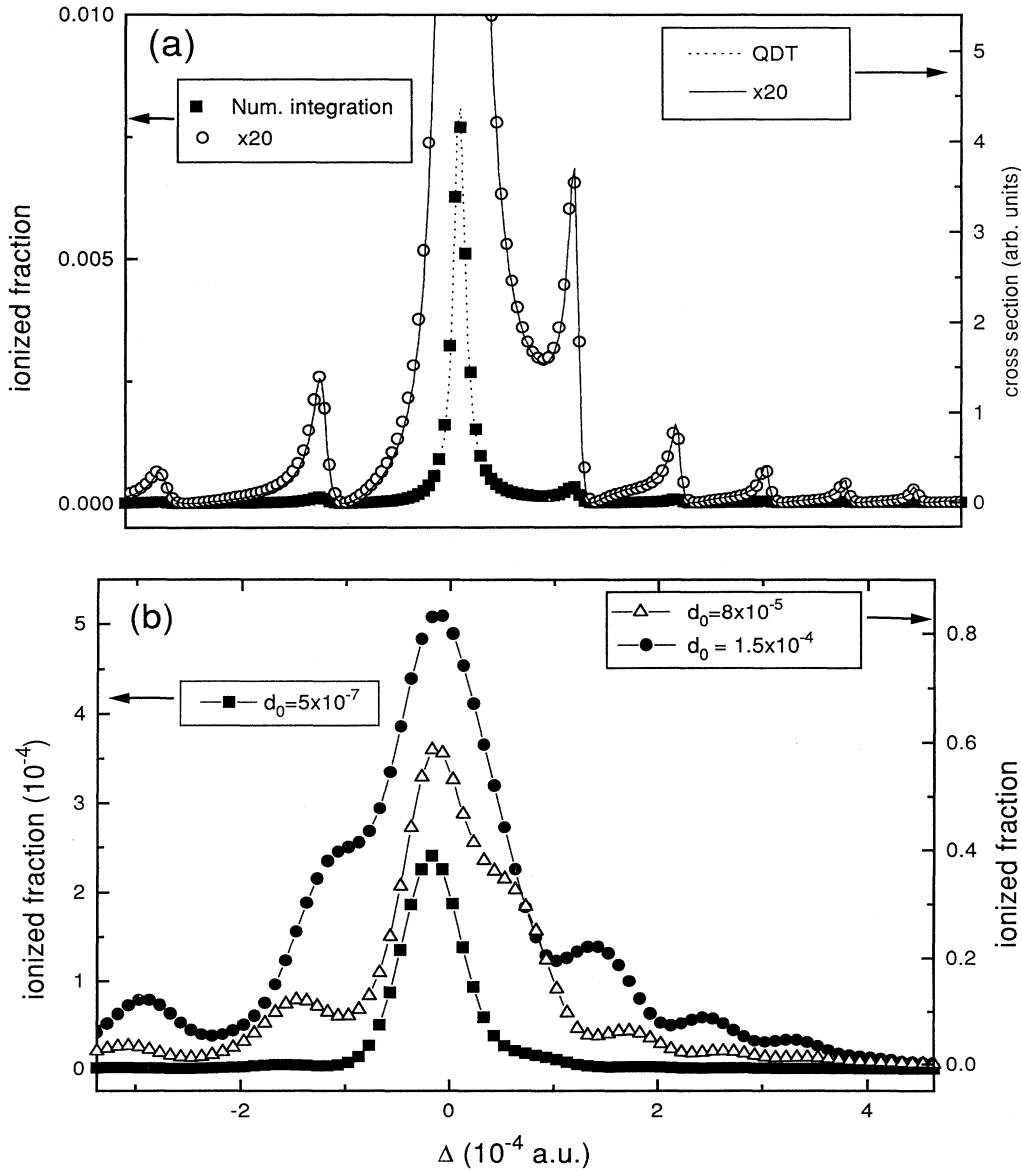 0.010
(a)
5
QDT
x20
Num. integration
x20
4
3
0.005
2
1
0.000
0
ionized fraction
cross section (arb. units)
(b)
d₀=8x10⁻⁵
d₀ = 1.5x10⁻⁴
5
0.8
d₀=5x10⁻⁷
4
0.6
3
0.4
2
0.2
1
0
0.0
ionized fraction (10⁻⁴)
ionized fraction
-2 0 2 4
Δ (10⁻⁴ a.u.)